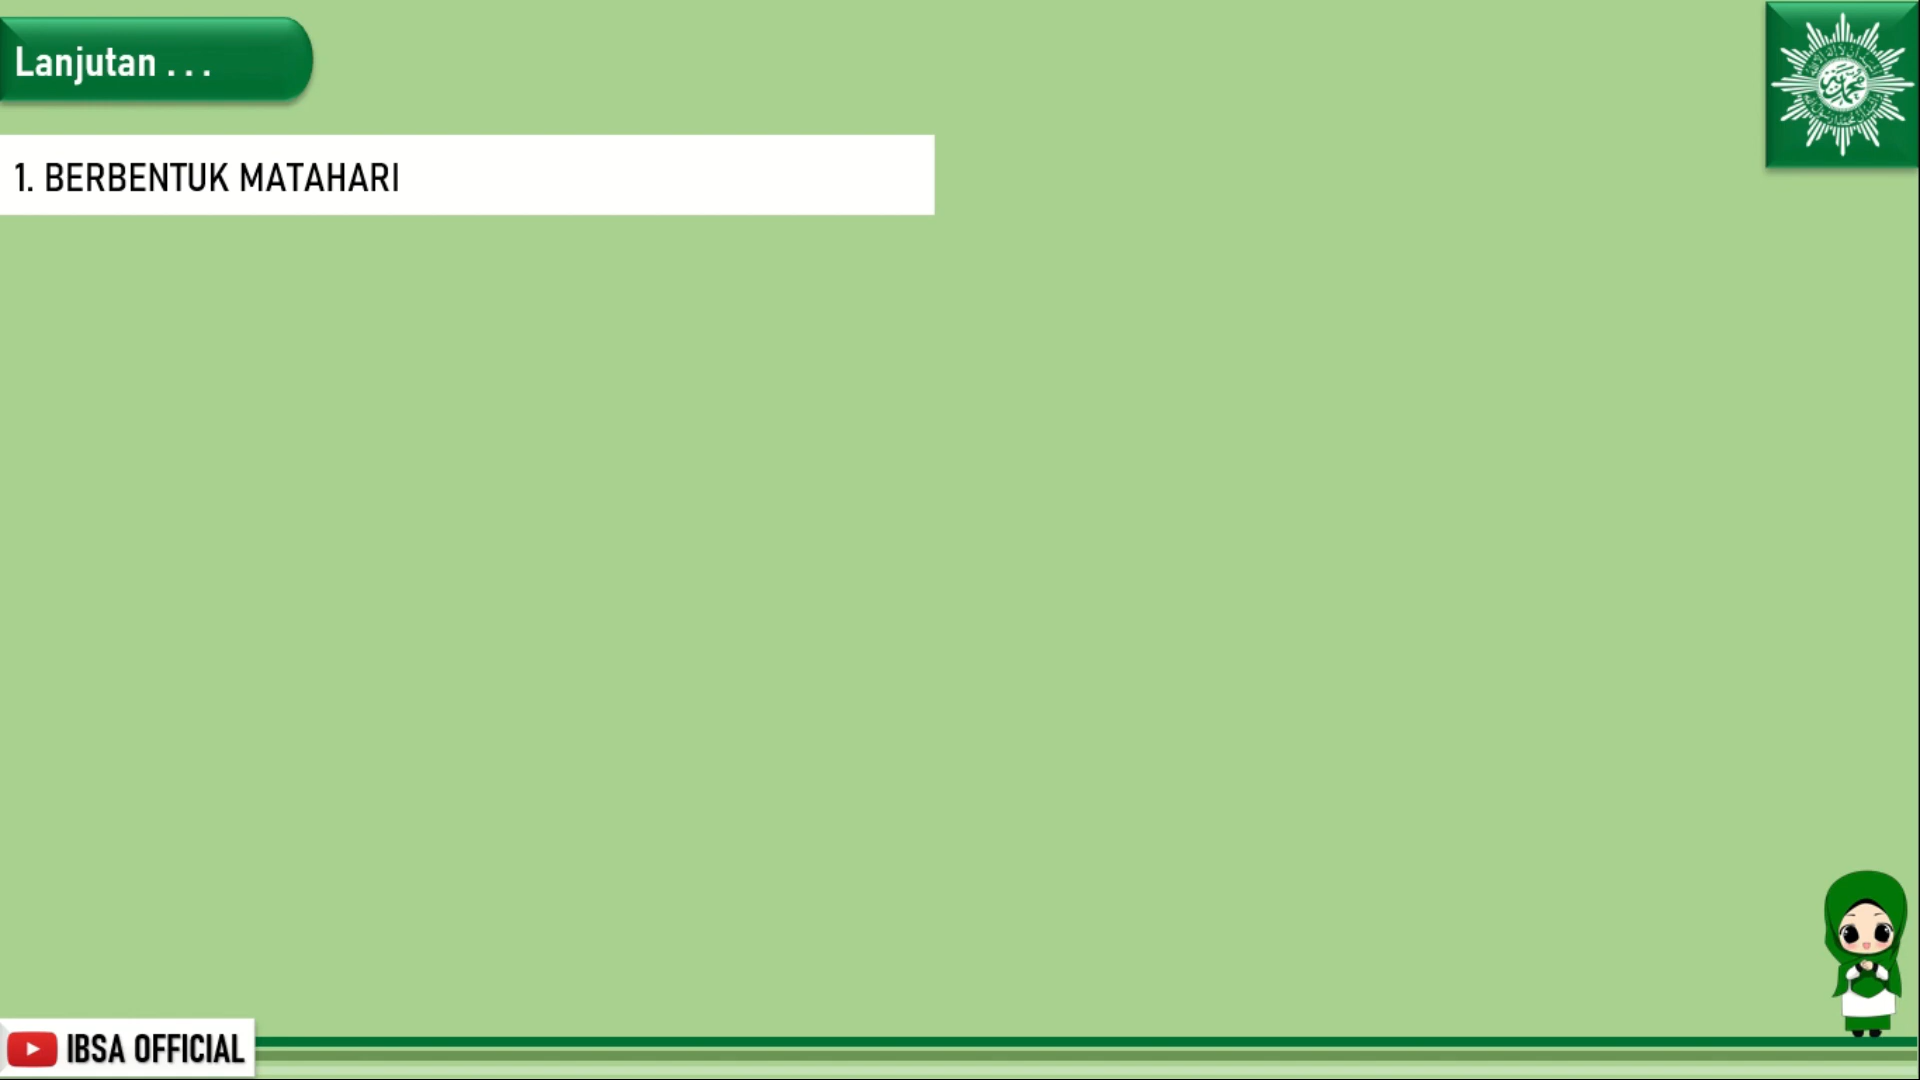 Lanjutan . . .
1. BERBENTUK MATAHARI
IBSA OFFICIAL